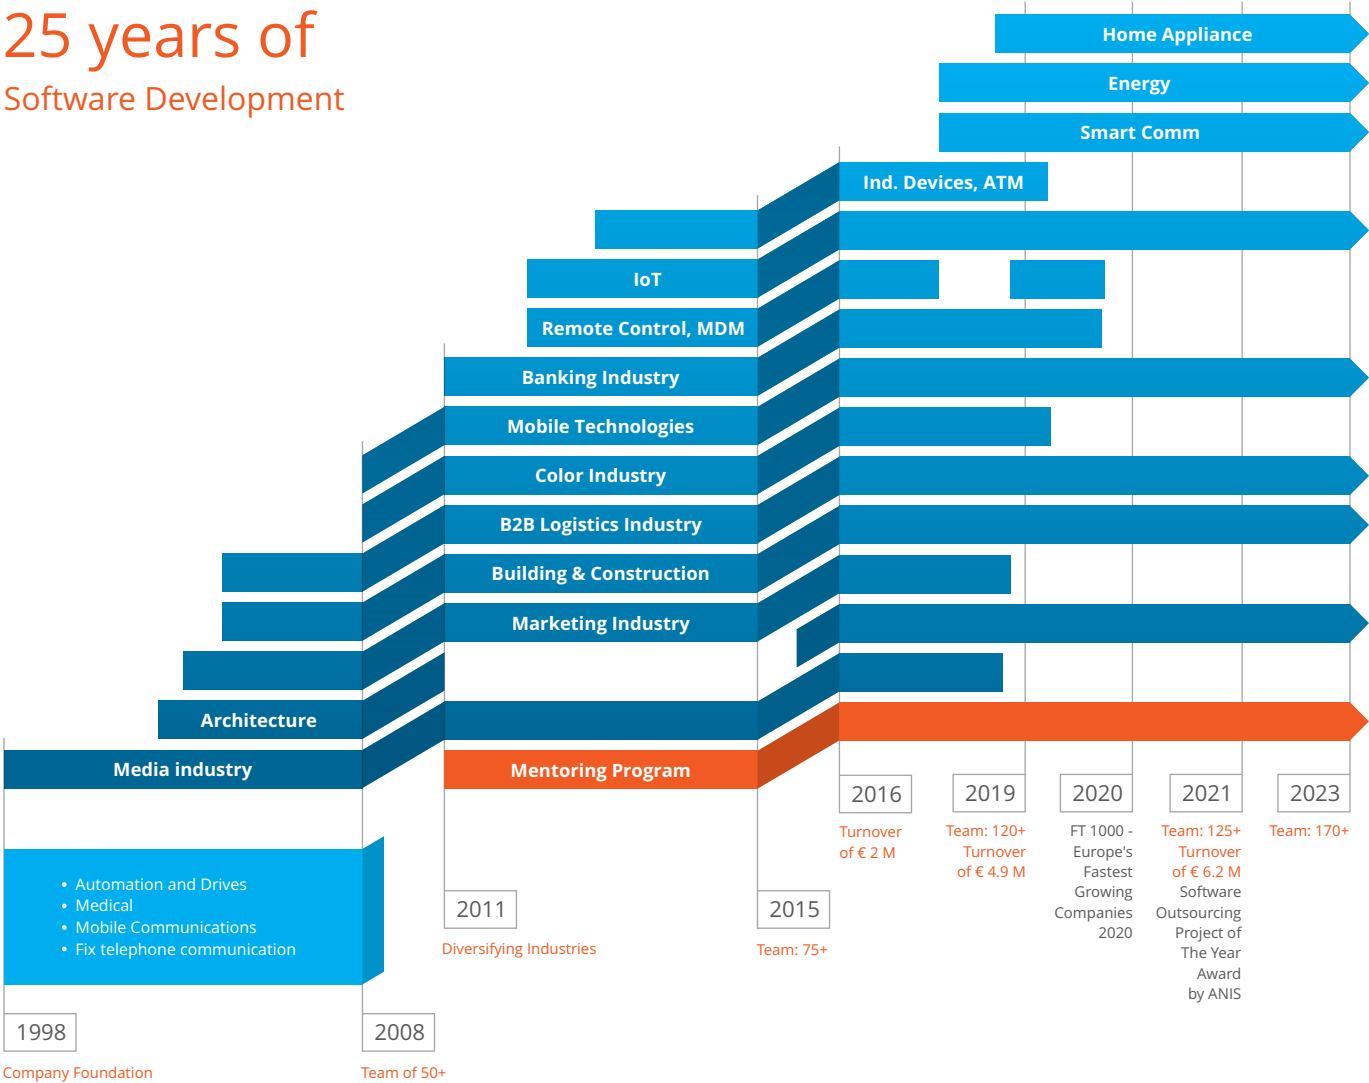 25 years of
Software Development
Home Appliance
Energy
Smart Comm
Ind. Devices, ATM
IoT
Remote Control, MDM
Banking Industry
Mobile Technologies
Color Industry
B2B Logistics Industry
Building & Construction
Marketing Industry
Architecture
Media industry
Mentoring Program
• Automation and Drives
• Medical
• Mobile Communications
• Fix telephone communication
1998
Company Foundation
2008
Team of 50+
2011
Diversifying Industries
2015
Team: 75+
2016
Turnover
of € 2 M
2019
Team: 120+
Turnover
of € 4.9 M
2020
FT 1000 -
Europe's
Fastest
Growing
Companies
2020
2021
Team: 125+
Turnover
of € 6.2 M
Software
Outsourcing
Project of
The Year
Award
by ANIS
2023
Team: 170+